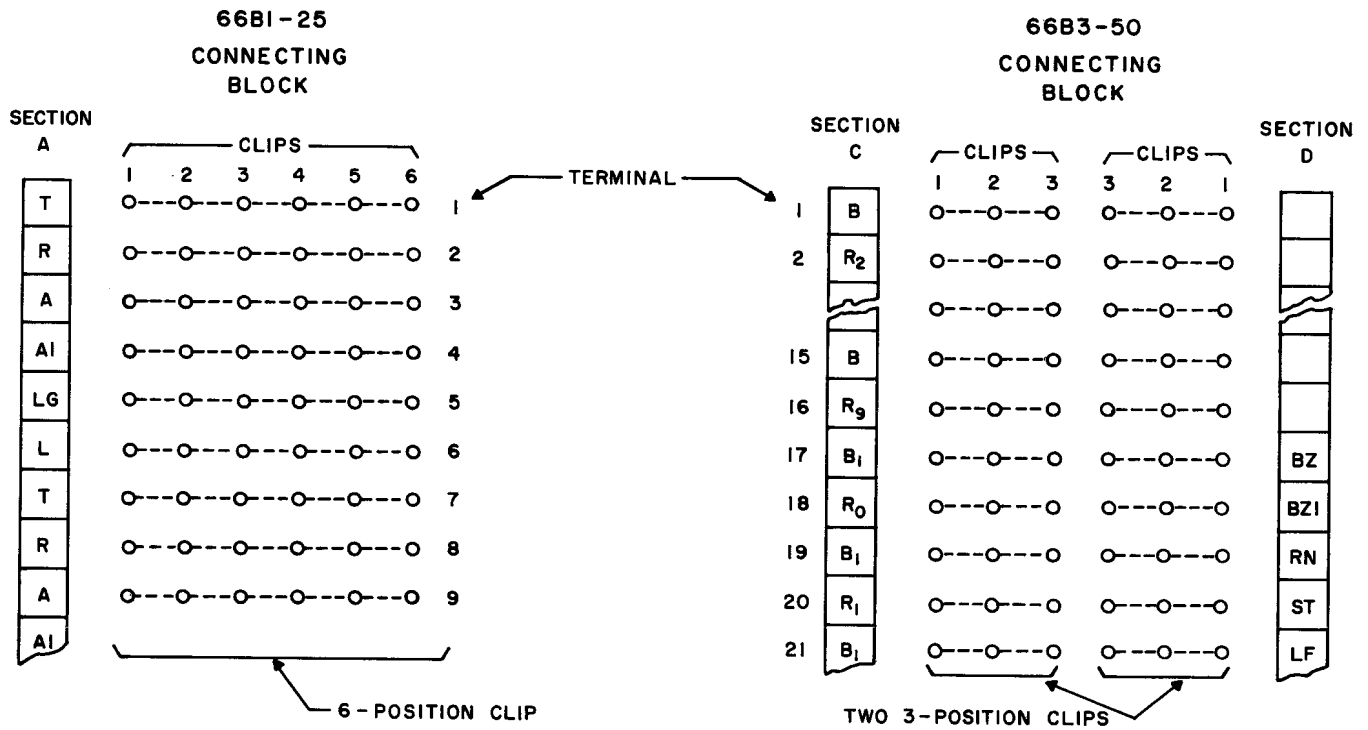 66B1-25
CONNECTING
BLOCK
SECTION
A
CLIPS
1 2 3 4 5 6
T 1
R 2
A 3
A1 4
LG 5
L 6
T 7
R 8
A 9
A1
6-POSITION CLIP
TERMINAL
66B3-50
CONNECTING
BLOCK
SECTION
C
CLIPS CLIPS
SECTION
D
1 2 3 3 2 1
1 B
2 R2
15 B
16 R9
17 B1 BZ
18 R0 BZ1
19 B1 RN
20 R1 ST
21 B1 LF
TWO 3-POSITION CLIPS